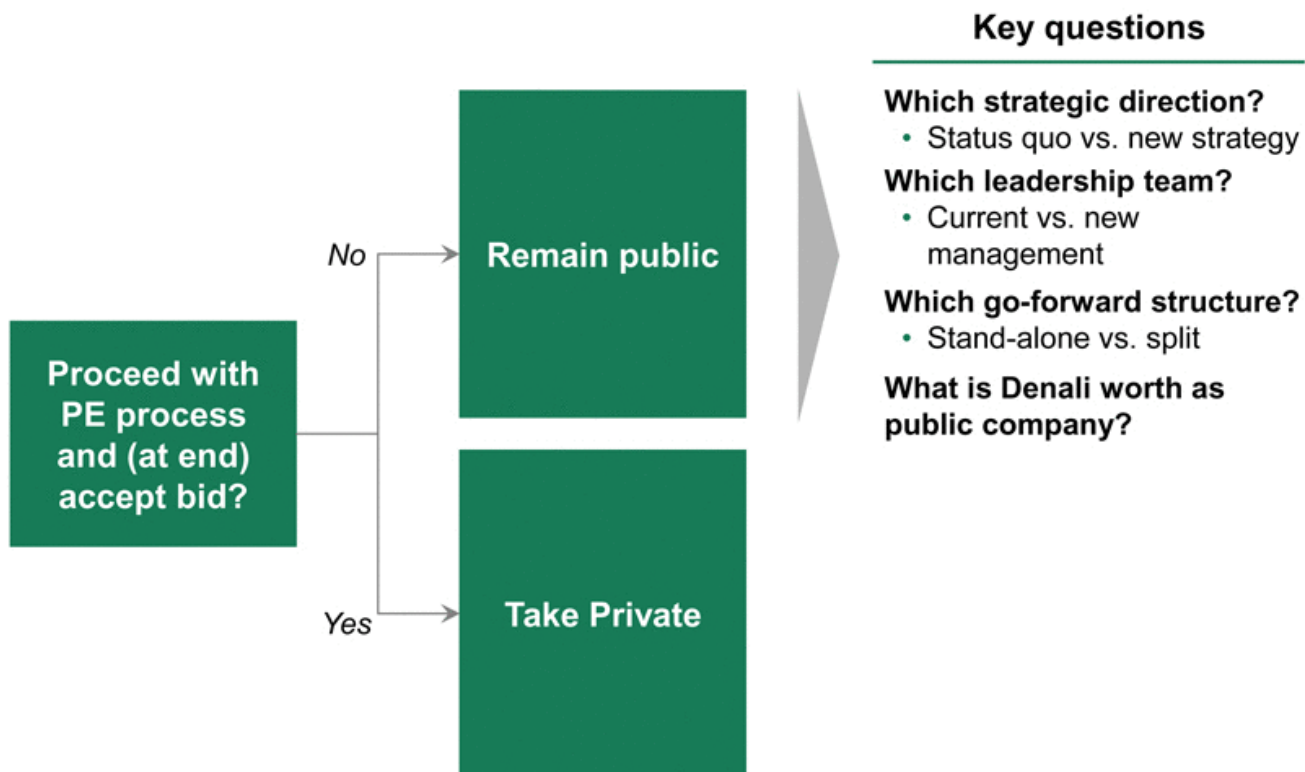 Key questions
Which strategic direction?
• Status quo vs. new strategy
Which leadership team?
• Current vs. new
management
Which go-forward structure?
• Stand-alone vs. split
What is Denali worth as
public company?
No
Remain public
Proceed with
PE process
and (at end)
accept bid?
Yes
Take Private